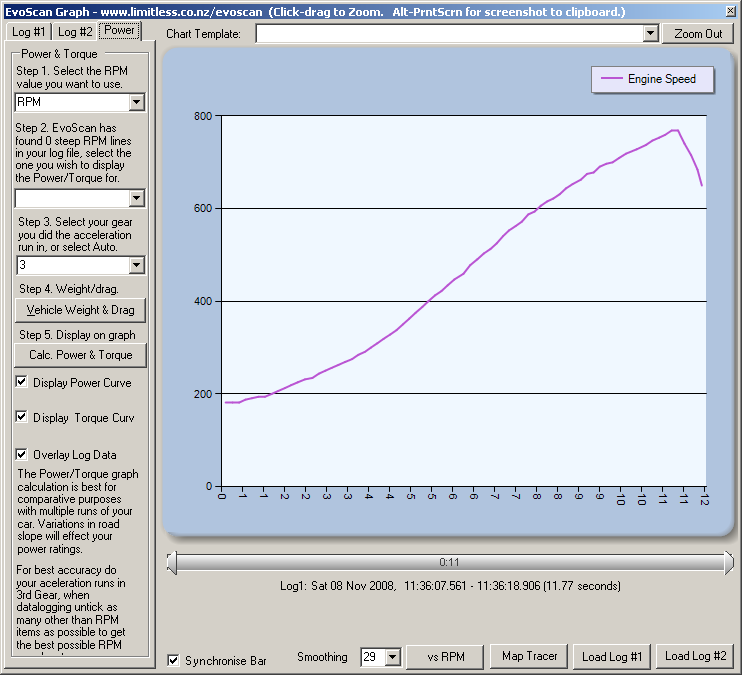 EvoScan Graph - www.limitless.co.nz/evoscan (Click-drag to Zoom. Alt-PrntScrn for screenshot to clipboard.)
Log #1 Log #2 Power
Chart Template:
Zoom Out
Power & Torque
Step 1. Select the RPM
value you want to use.
RPM
Step 2. EvoScan has
found 0 steep RPM lines
in your log file, select the
one you wish to display
the Power/Torque for.
Step 3. Select your gear
you did the acceleration
run in, or select Auto.
3
Step 4. Weight/drag.
Vehicle Weight & Drag
Step 5. Display on graph
Calc. Power & Torque
Display Power Curve
Display Torque Curv
Overlay Log Data
The Power/Torque graph
calculation is best for
comparative purposes
with multiple runs of your
car. Variations in road
slope will effect your
power ratings.
For best accuracy do
your aceleration runs in
3rd Gear, when
datalogging untick as
many other than RPM
items as possible to get
the best possible RPM
Engine Speed
800
600
400
200
0
0 1 1 2 2 3 3 4 4 5 5 6 6 7 8 8 9 9 10 10 11 11 12
0:11
Log1: Sat 08 Nov 2008, 11:36:07.561 - 11:36:18.906 (11.77 seconds)
Synchronise Bar
Smoothing
29
vs RPM
Map Tracer
Load Log #1
Load Log #2